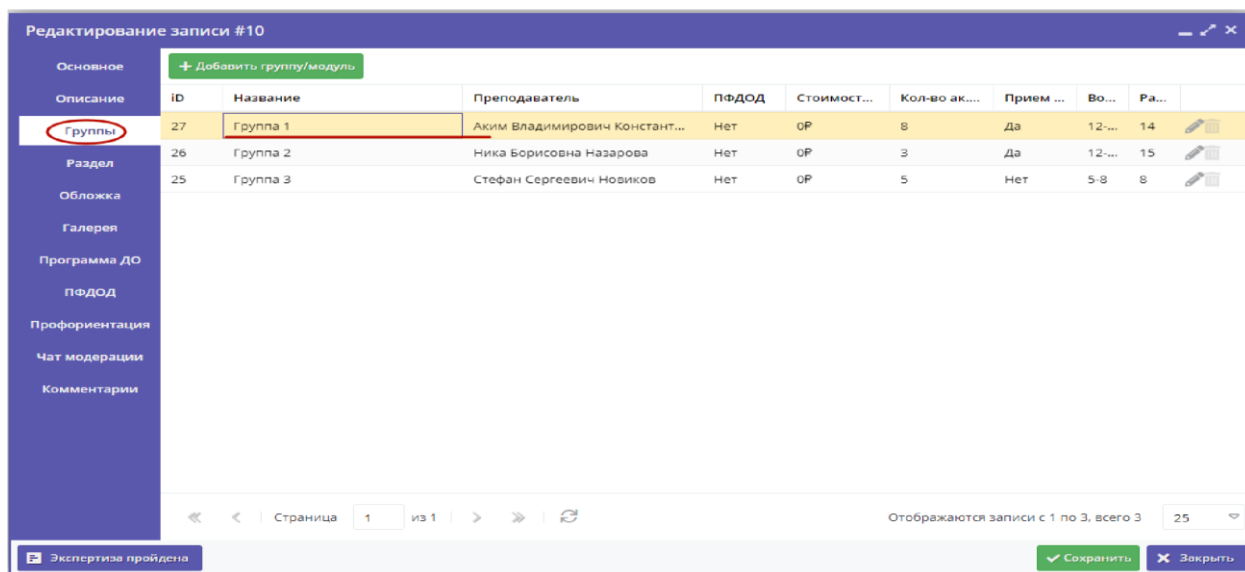 Редактирование записи #10
Основное
Описание
Группы
Раздел
Обложка
Галерея
Программа ДО
ПФДОД
Профориентация
Чат модерации
Комментарии
+ Добавить группу/модуль
iD Название Преподаватель ПФДОД Стоимост... Кол-во ак.... Прием ... Во... Ра...
27 Группа 1 Аким Владимирович Констант... Нет 0₽ 8 Да 12-... 14
26 Группа 2 Ника Борисовна Назарова Нет 0₽ 3 Да 12-... 15
25 Группа 3 Стефан Сергеевич Новиков Нет 0₽ 5 Нет 5-8 8
Страница 1 из 1 Отображаются записи с 1 по 3, всего 3 25
Экспертиза пройдена Сохранить Закрыть